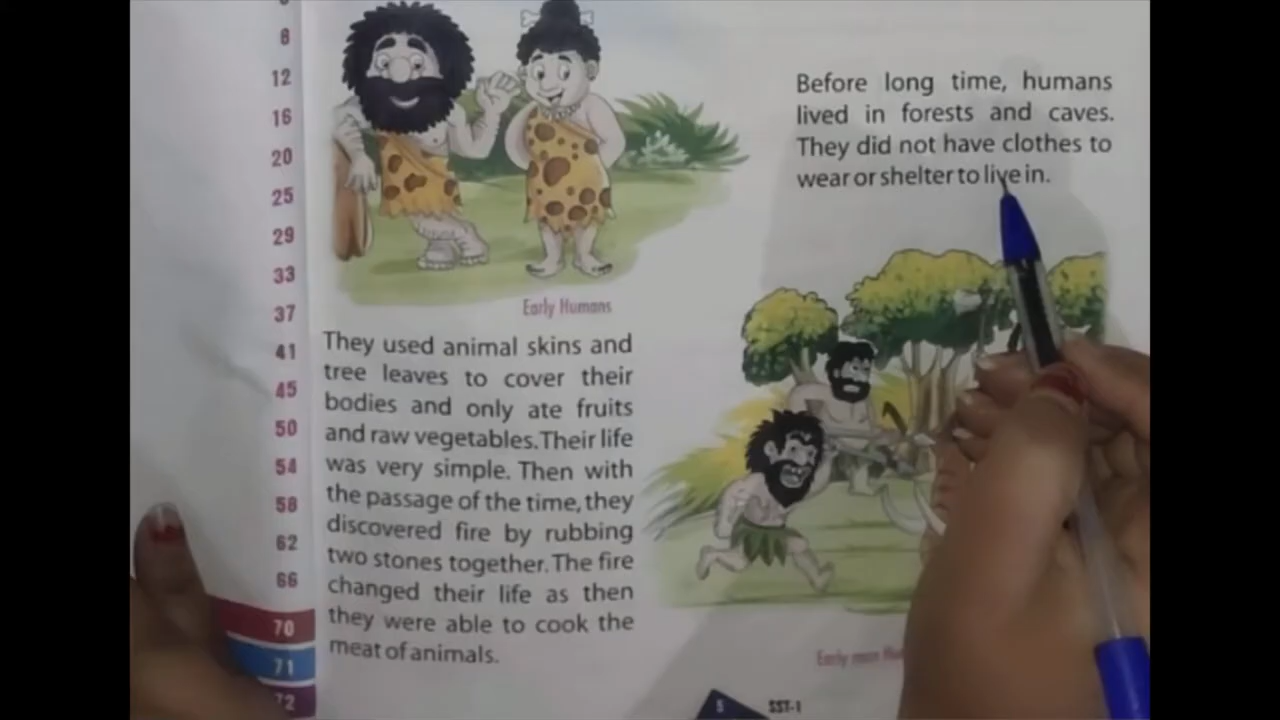 8
12
16
20
25
29
33
37
41
45
50
54
58
62
66
70
71
72
Early Humans
They used animal skins and
tree leaves to cover their
bodies and only ate fruits
and raw vegetables. Their life
was very simple. Then with
the passage of the time, they
discovered fire by rubbing
two stones together. The fire
changed their life as then
they were able to cook the
meat of animals.
Before long time, humans
lived in forests and caves.
They did not have clothes to
wear or shelter to live in.
Early man
5 SST-1